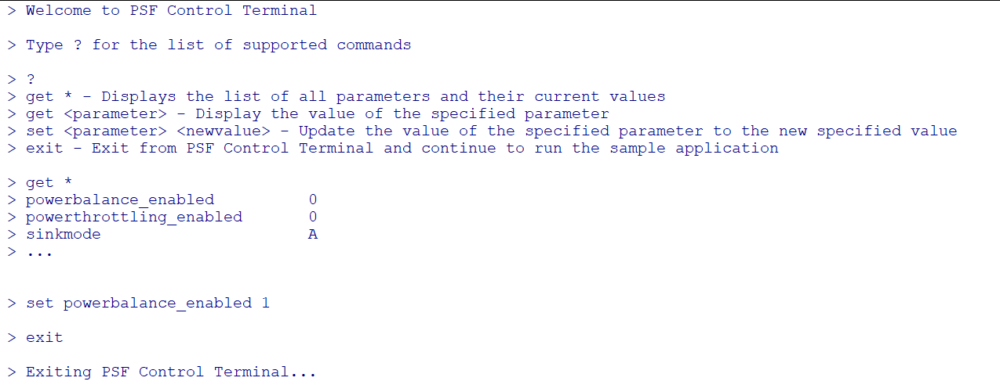 > Welcome to PSF Control Terminal
> Type ? for the list of supported commands
> ?
> get * - Displays the list of all parameters and their current values
> get <parameter> - Display the value of the specified parameter
> set <parameter> <newvalue> - Update the value of the specified parameter to the new specified value
> exit - Exit from PSF Control Terminal and continue to run the sample application
> get *
> powerbalance_enabled 0
> powerthrottling_enabled 0
> sinkmode A
> ...
> set powerbalance_enabled 1
> exit
> Exiting PSF Control Terminal...